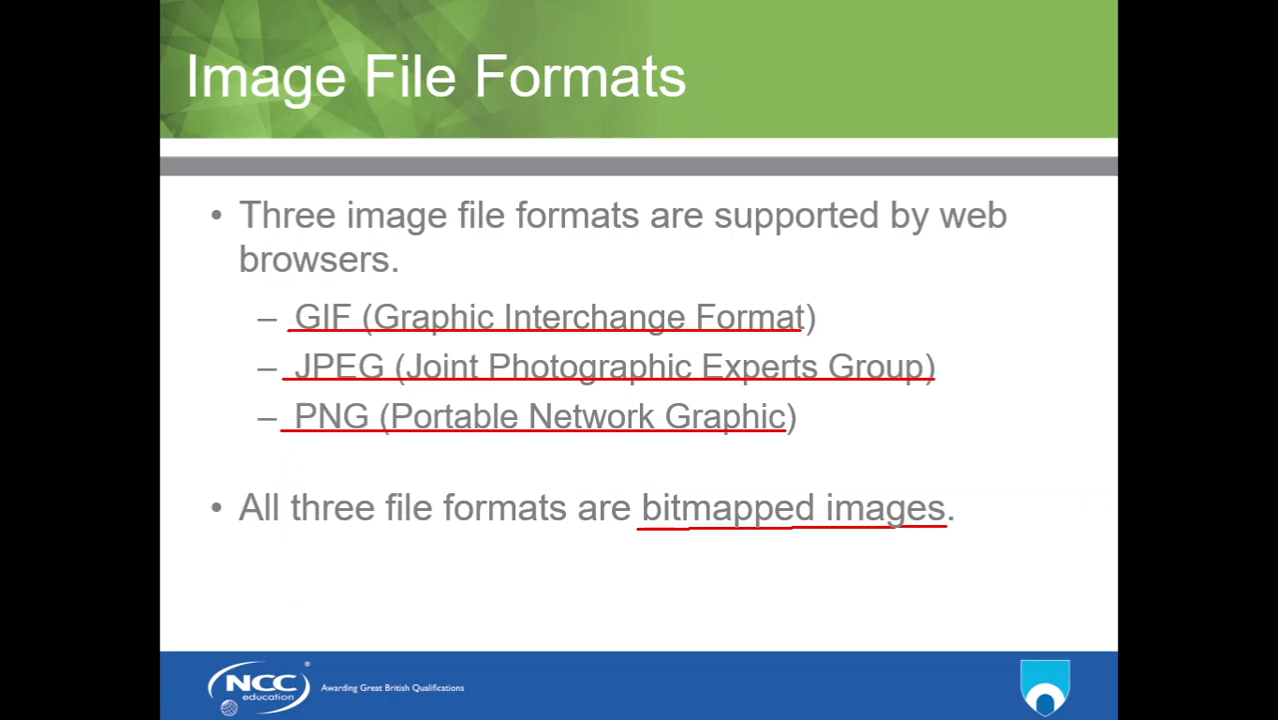 Image File Formats
• Three image file formats are supported by web
browsers.
– GIF (Graphic Interchange Format)
– JPEG (Joint Photographic Experts Group)
– PNG (Portable Network Graphic)
• All three file formats are bitmapped images.
NCC ®
education
Awarding Great British Qualifications